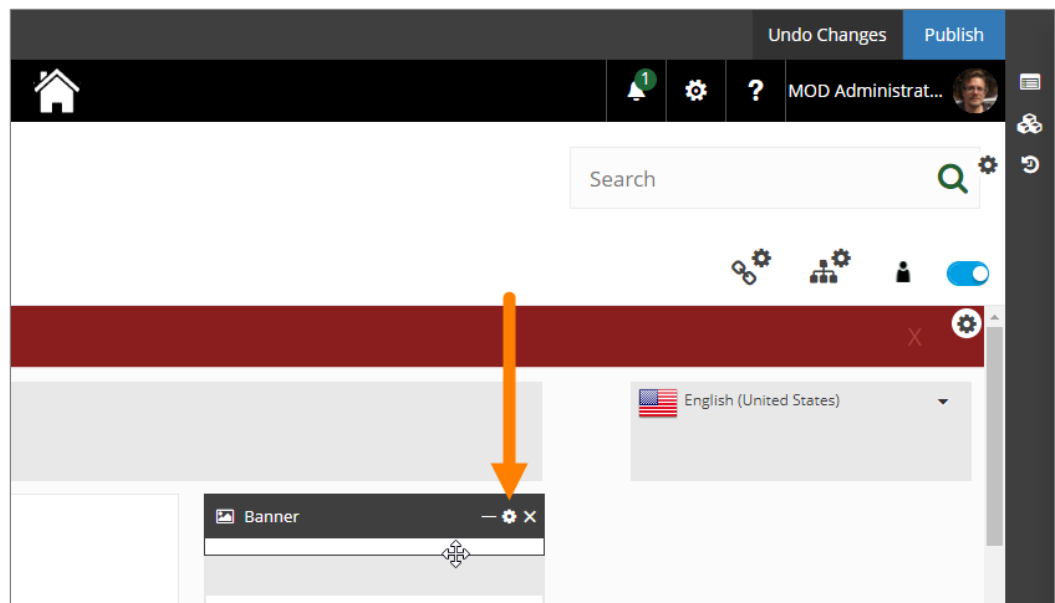 Undo Changes
Publish
1
?
MOD Administrat...
Search
X
English (United States)
Banner